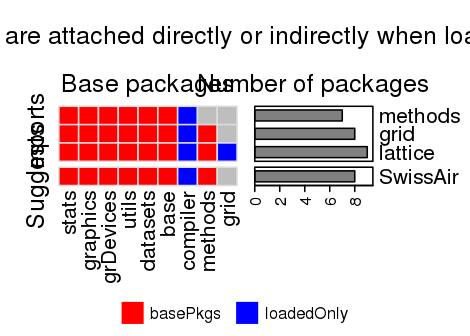 are attached directly or indirectly when loa
Base packages
Number of packages
Imports
Suggests
methods
grid
lattice
SwissAir
stats
graphics
grDevices
utils
datasets
base
compiler
methods
grid
0 2 4 6 8
basePkgs
loadedOnly